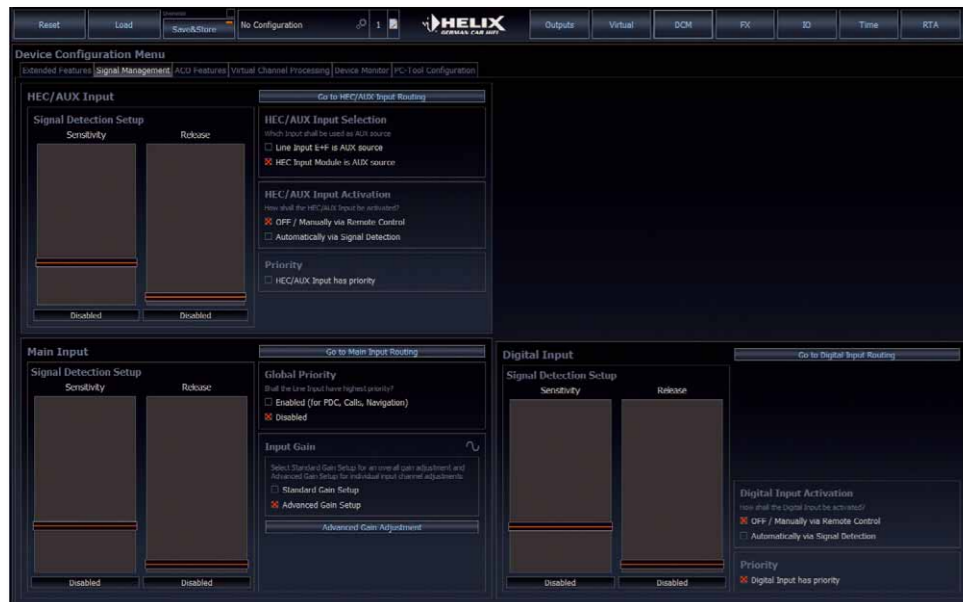 Reset
Load
Overwrite
Save&Store
No Configuration
1
HELIX
GERMAN CAR HIFI
Outputs
Virtual
DCM
FX
IO
Time
RTA
Device Configuration Menu
Extended Features
Signal Management
ACO Features
Virtual Channel Processing
Device Monitor
PC-Tool Configuration
HEC/AUX Input
Go to HEC/AUX Input Routing
Signal Detection Setup
Sensitivity
Release
Disabled
Disabled
HEC/AUX Input Selection
Which Input shall be used as AUX source
Line Input E+F is AUX source
HEC Input Module is AUX source
HEC/AUX Input Activation
How shall the HEC/AUX Input be activated?
OFF / Manually via Remote Control
Automatically via Signal Detection
Priority
HEC/AUX Input has priority
Main Input
Go to Main Input Routing
Signal Detection Setup
Sensitivity
Release
Disabled
Disabled
Global Priority
Shall the Line Input have highest priority?
Enabled (for PDC, Calls, Navigation)
Disabled
Input Gain
Select Standard Gain Setup for an overall gain adjustment and
Advanced Gain Setup for individual input channel adjustments
Standard Gain Setup
Advanced Gain Setup
Advanced Gain Adjustment
Digital Input
Go to Digital Input Routing
Signal Detection Setup
Sensitivity
Release
Disabled
Disabled
Digital Input Activation
How shall the Digital Input be activated?
OFF / Manually via Remote Control
Automatically via Signal Detection
Priority
Digital Input has priority